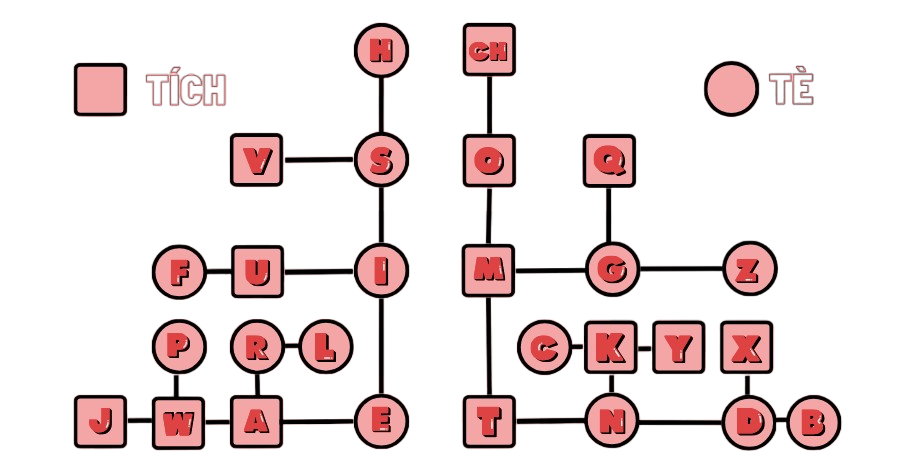 H CH
TÍCH TÈ
V S O Q
F U I M G Z
P R L C K Y X
J W A E T N D B